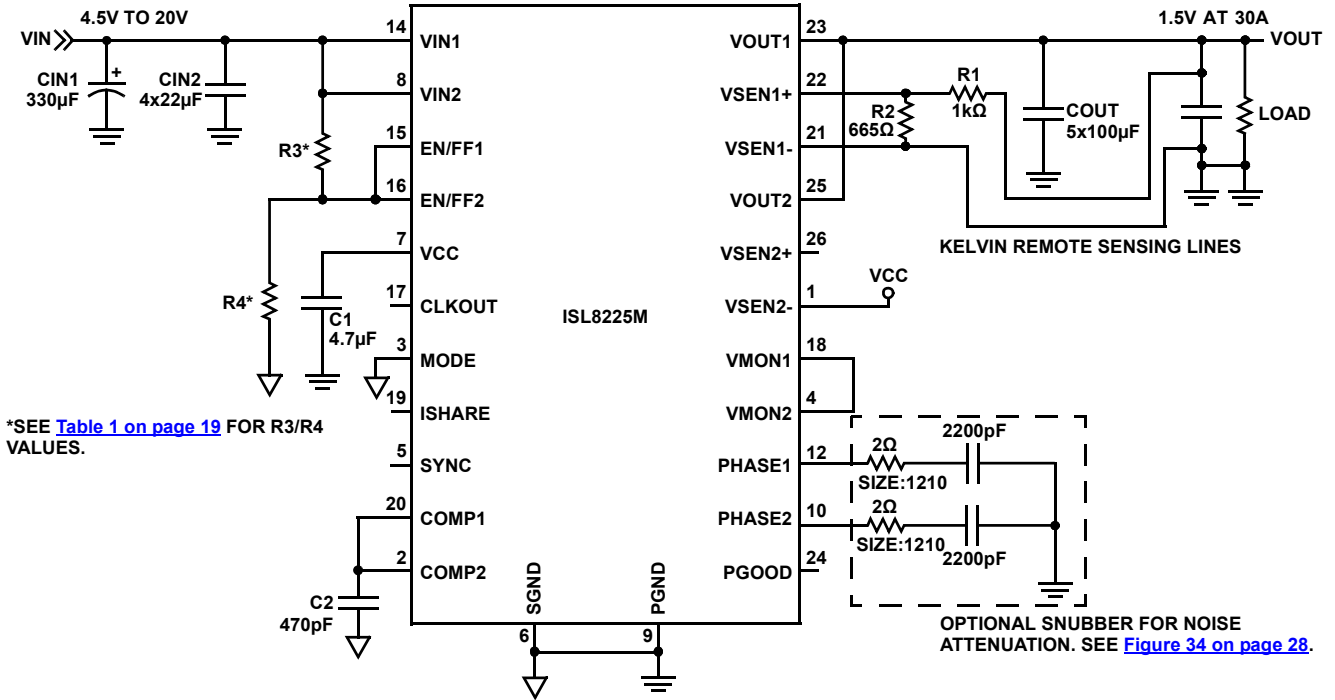 4.5V TO 20V
VIN
CIN1
330µF
+
CIN2
4x22µF
R3*
R4*
C1
4.7µF
*SEE Table 1 on page 19 FOR R3/R4
VALUES.
C2
470pF
14
VIN1
8
VIN2
15
EN/FF1
16
EN/FF2
7
VCC
17
CLKOUT
3
MODE
19
ISHARE
5
SYNC
20
COMP1
2
COMP2
ISL8225M
SGND
PGND
6
9
VOUT1
23
VSEN1+
22
VSEN1-
21
VOUT2
25
VSEN2+
26
VSEN2-
1
VMON1
18
VMON2
4
PHASE1
12
PHASE2
10
PGOOD
24
1.5V AT 30A
VOUT
R1
1kΩ
R2
665Ω
COUT
5x100µF
LOAD
KELVIN REMOTE SENSING LINES
VCC
2200pF
2Ω
SIZE:1210
2Ω
SIZE:1210
2200pF
OPTIONAL SNUBBER FOR NOISE
ATTENUATION. SEE Figure 34 on page 28.